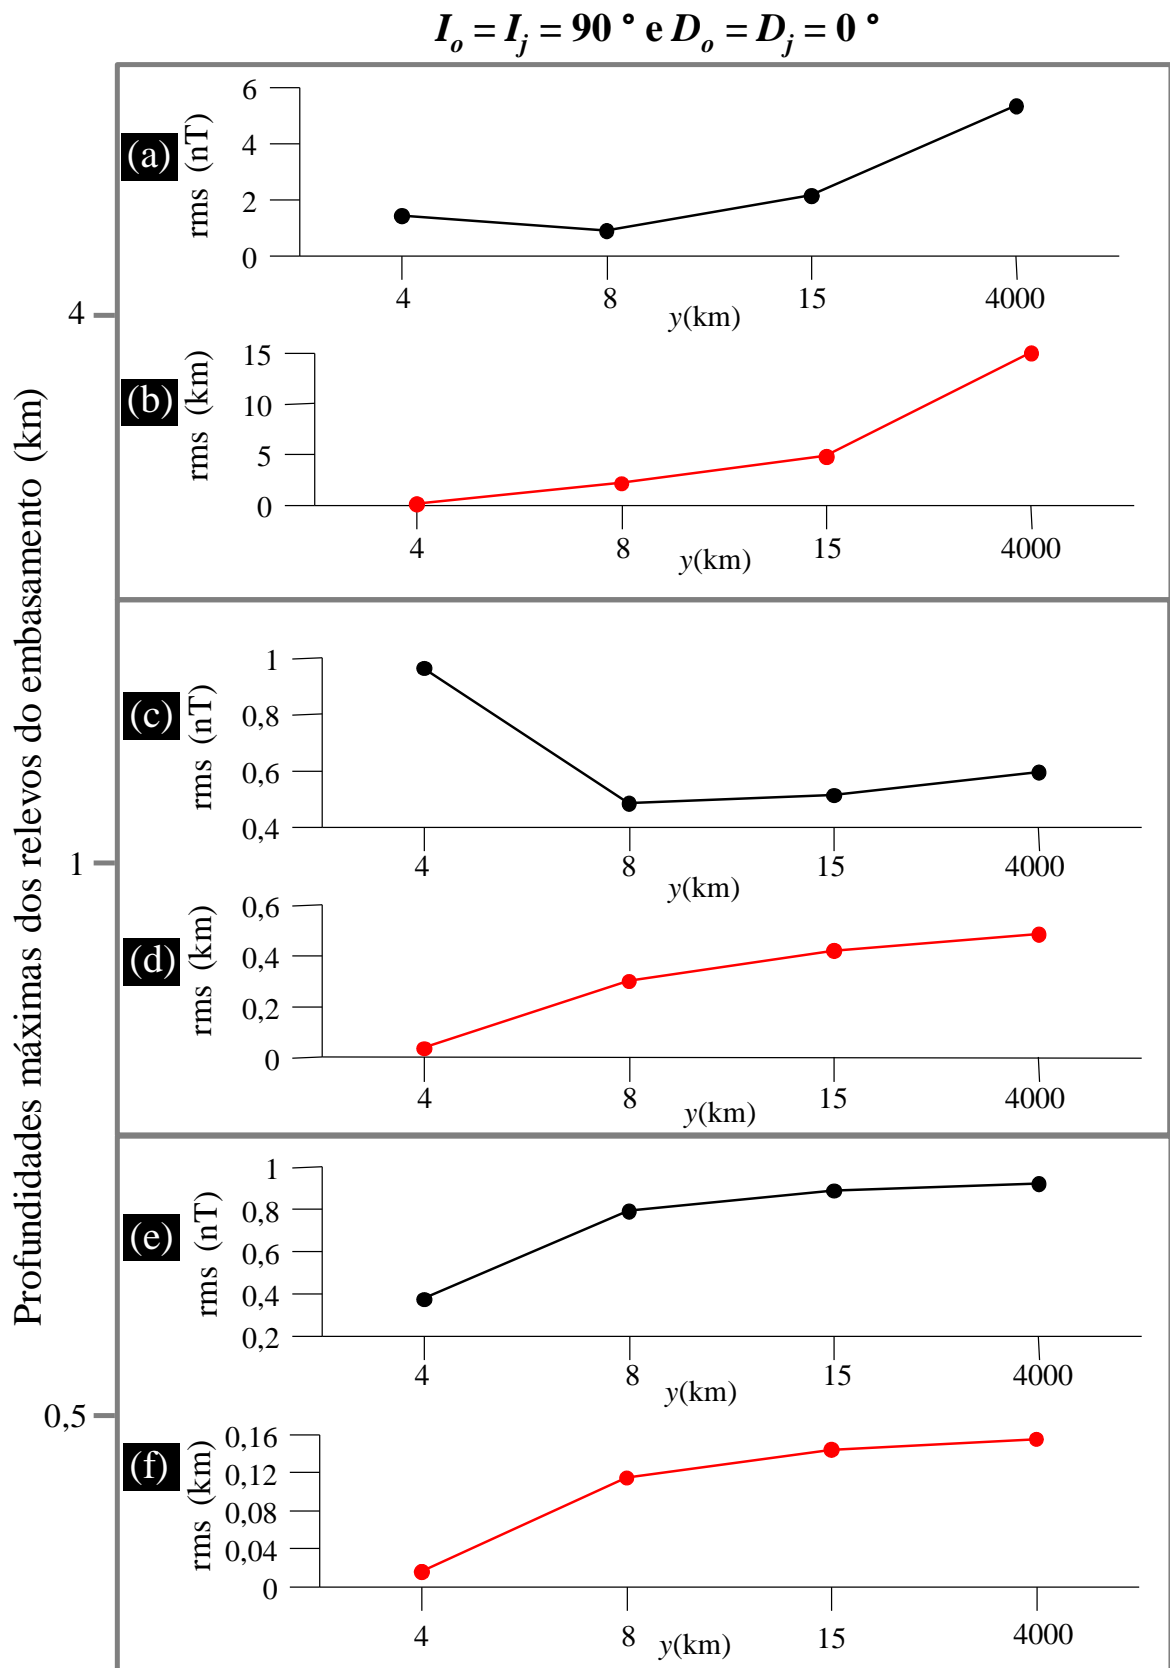 I_o = I_j = 90 ° e D_o = D_j = 0 °
Profundidades máximas dos relevos do embasamento (km)
4
1
0,5
(a)
rms (nT)
6
4
2
0
4 8 15 4000
y(km)
(b)
rms (km)
15
10
5
0
4 8 15 4000
y(km)
(c)
rms (nT)
1
0,8
0,6
0,4
4 8 15 4000
y(km)
(d)
rms (km)
0,6
0,4
0,2
0
4 8 15 4000
y(km)
(e)
rms (nT)
1
0,8
0,6
0,4
0,2
4 8 15 4000
y(km)
(f)
rms (km)
0,16
0,12
0,08
0,04
0
4 8 15 4000
y(km)